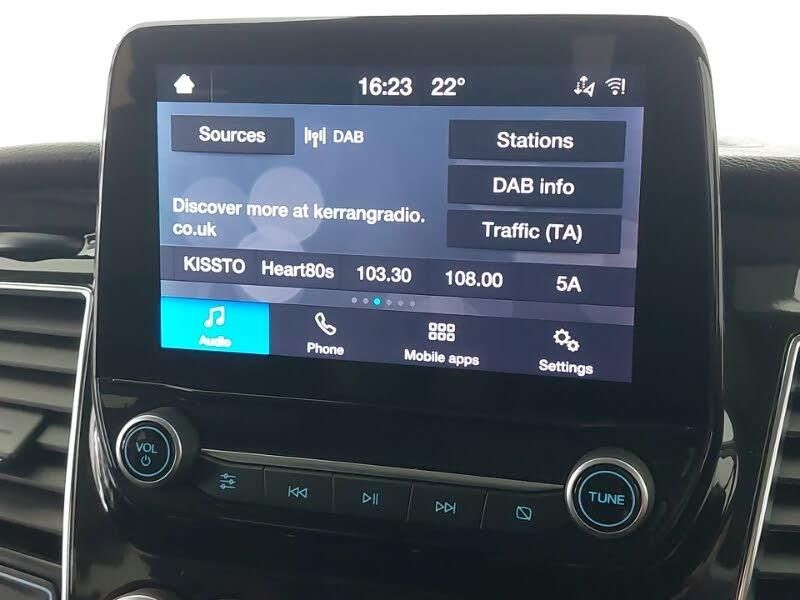 16:23 22°
Sources DAB
Stations
DAB info
Traffic (TA)
Discover more at kerrangradio.
co.uk
KISSTO Heart80s 103.30 108.00 5A
Audio Phone Mobile apps Settings
VOL
TUNE